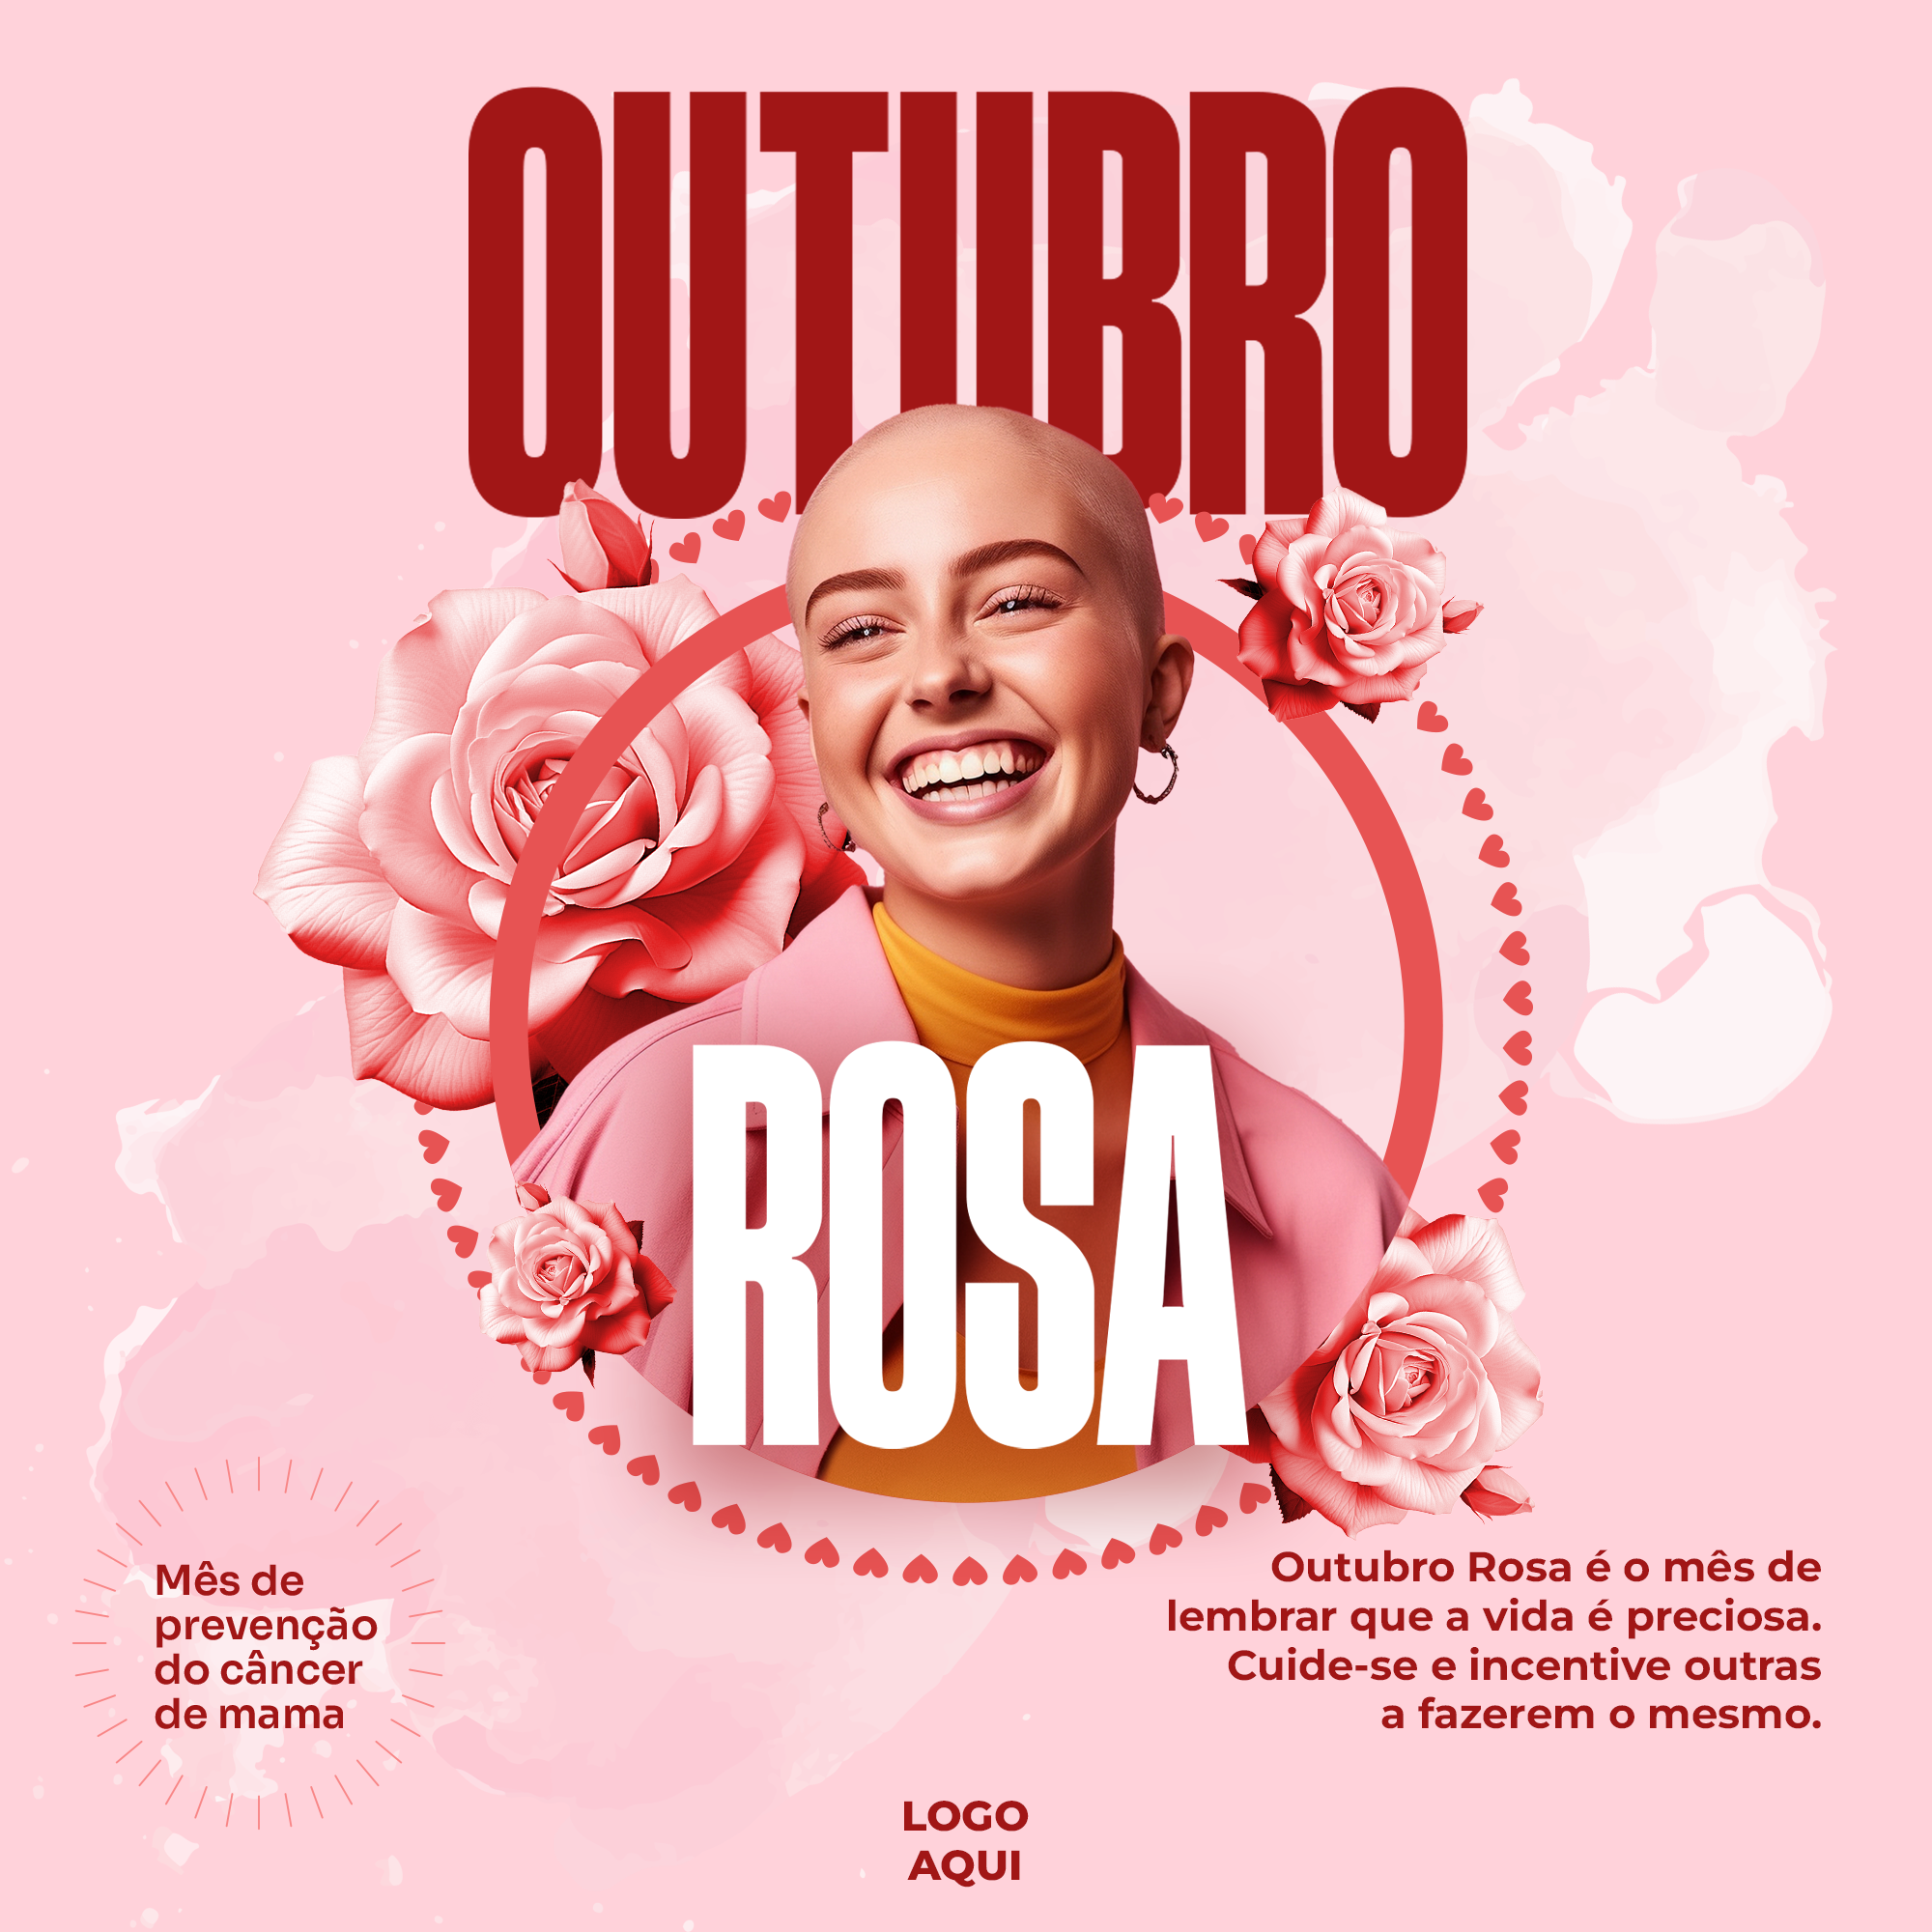 OUTUBRO
ROSA
Mês de
prevenção
do câncer
de mama
Outubro Rosa é o mês de
lembrar que a vida é preciosa.
Cuide-se e incentive outras
a fazerem o mesmo.
LOGO
AQUI